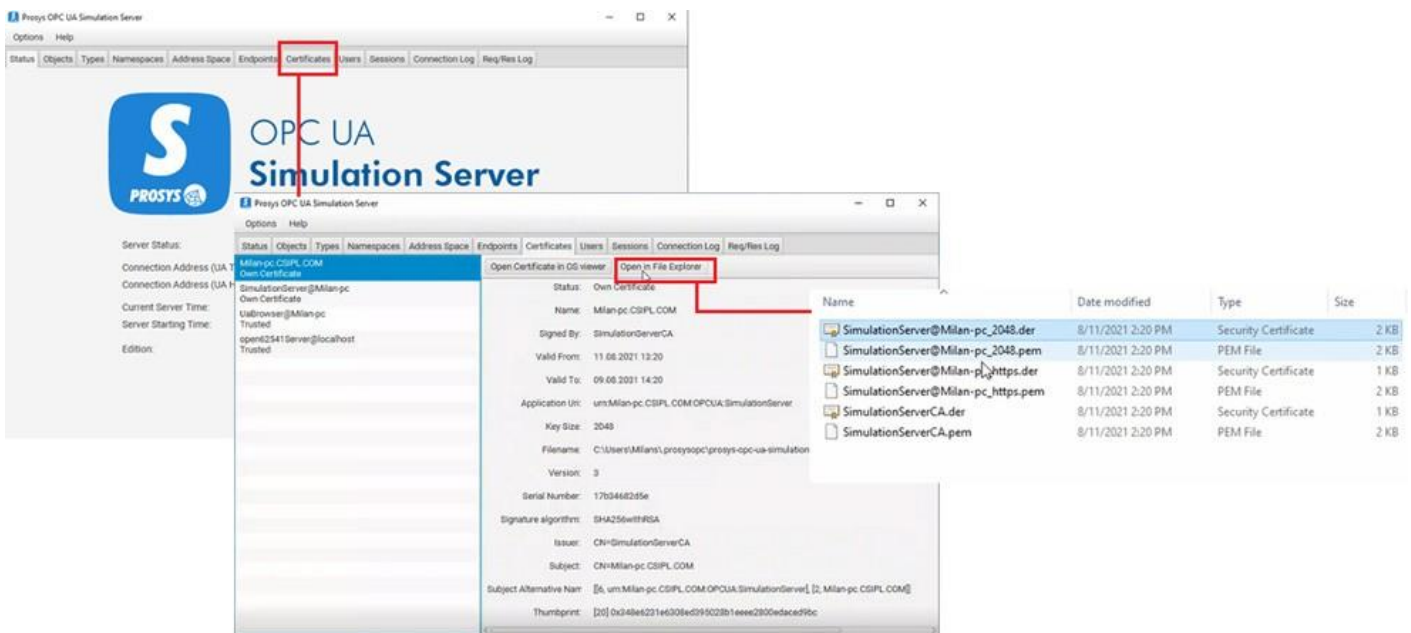 Prosys OPC UA Simulation Server
Options Help
Status Objects Types Namespaces Address Space Endpoints Certificates Users Sessions Connection Log Req/Res Log
S
PROSYS
OPC UA
Simulation Server
Server Status:
Connection Address (UA T
Connection Address (UA H
Current Server Time:
Server Starting Time:
Edition:
Prosys OPC UA Simulation Server
Options Help
Status Objects Types Namespaces Address Space Endpoints Certificates Users Sessions Connection Log Req/Res Log
Milan-pc.CSIPL.COM
Own Certificate
SimulationServer@Milan-pc
Own Certificate
UaBrowser@Milan-pc
Trusted
open62541Server@localhost
Trusted
Open Certificate in OS viewer Open in File Explorer
Status: Own Certificate
Name: Milan-pc.CSIPL.COM
Signed By: SimulationServerCA
Valid From: 11.08.2021 13:20
Valid To: 09.08.2031 14:20
Application Uri: urn:Milan-pc.CSIPL.COM:OPCUA:SimulationServer
Key Size: 2048
Filename: C:\Users\Milans\.prosysopc\prosys-opc-ua-simulation
Version: 3
Serial Number: 17b34682d5e
Signature algorithm: SHA256withRSA
Issuer: CN=SimulationServerCA
Subject: CN=Milan-pc.CSIPL.COM
Subject Alternative Narr [[6, urn:Milan-pc.CSIPL.COM:OPCUA:SimulationServer], [2, Milan-pc.CSIPL.COM]]
Thumbprint: [20] 0x348e6231e6308ed395028b1eeee2800edaced9bc
Name Date modified Type Size
SimulationServer@Milan-pc_2048.der 8/11/2021 2:20 PM Security Certificate 2 KB
SimulationServer@Milan-pc_2048.pem 8/11/2021 2:20 PM PEM File 2 KB
SimulationServer@Milan-pc_https.der 8/11/2021 2:20 PM Security Certificate 1 KB
SimulationServer@Milan-pc_https.pem 8/11/2021 2:20 PM PEM File 2 KB
SimulationServerCA.der 8/11/2021 2:20 PM Security Certificate 1 KB
SimulationServerCA.pem 8/11/2021 2:20 PM PEM File 2 KB